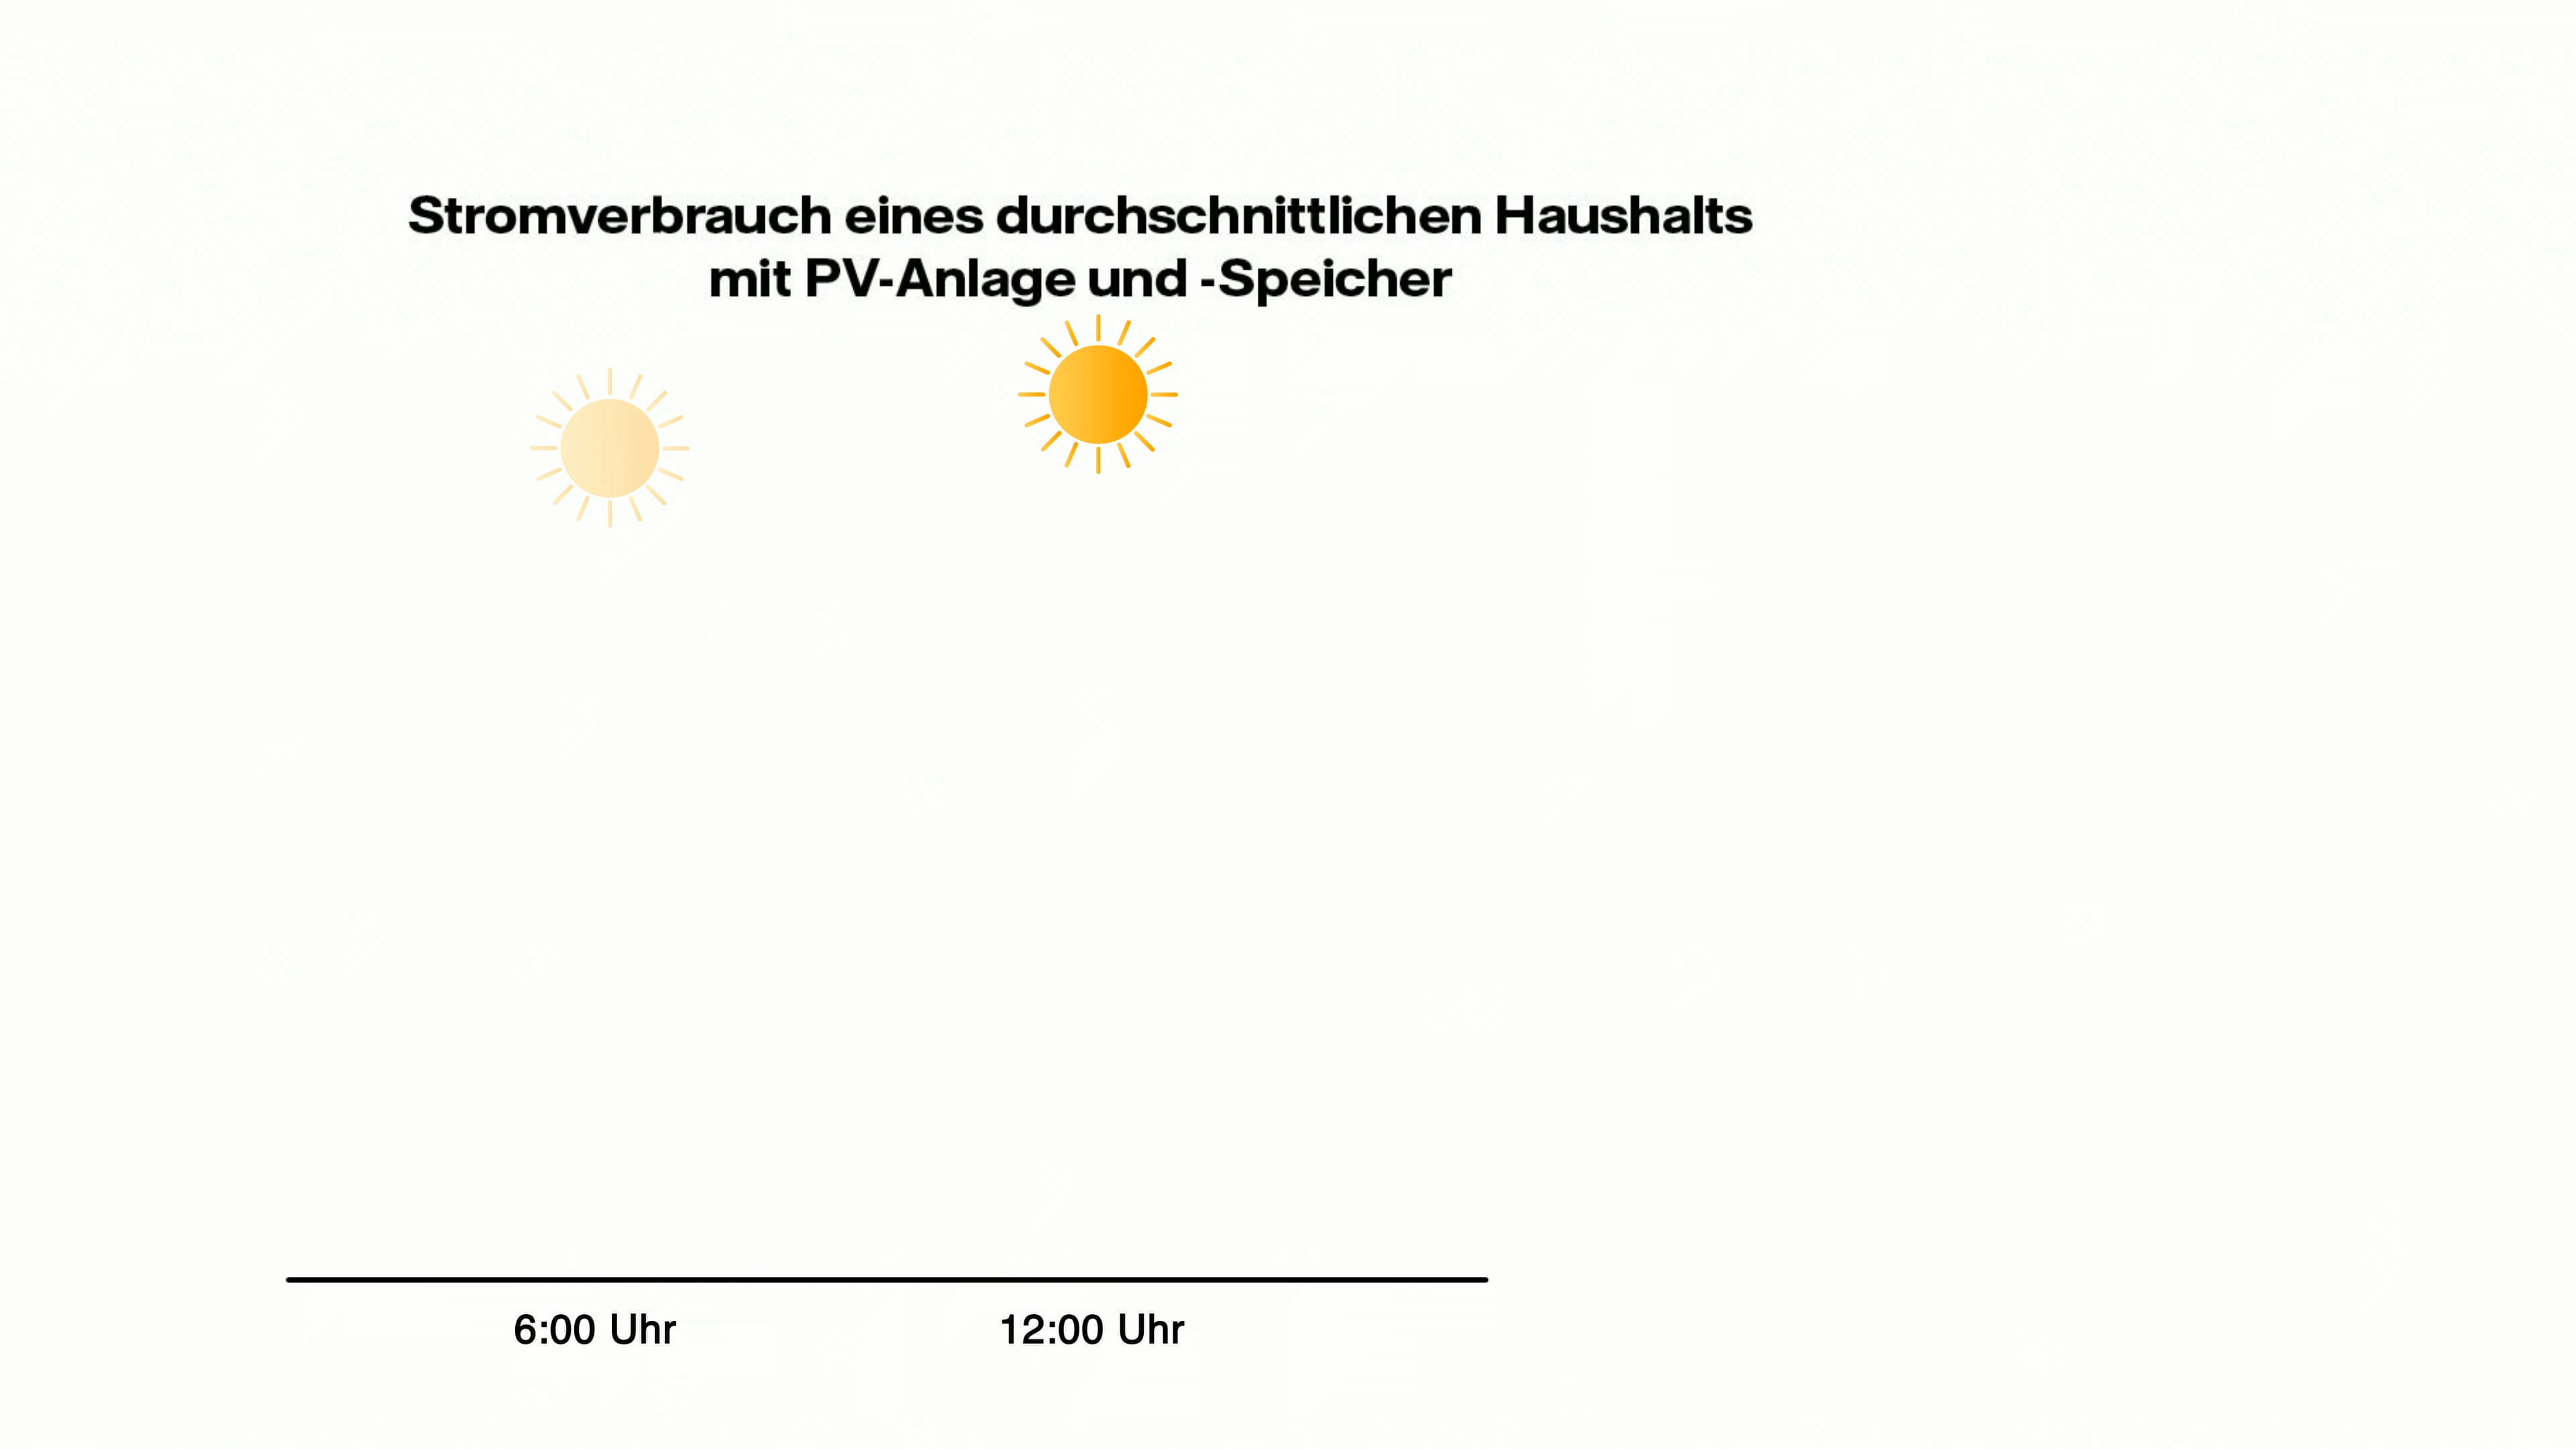 Stromverbrauch eines durchschnittlichen Haushalts
mit PV-Anlage und -Speicher
6:00 Uhr
12:00 Uhr